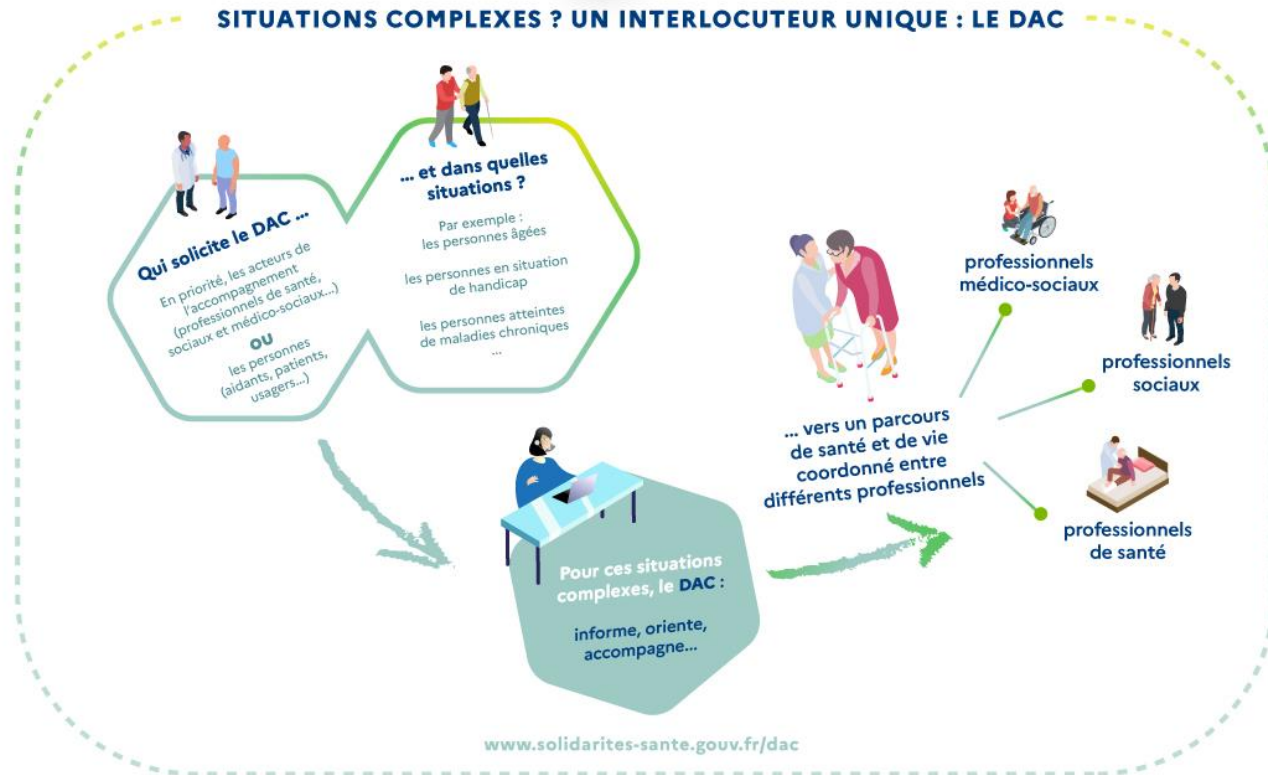 SITUATIONS COMPLEXES ? UN INTERLOCUTEUR UNIQUE : LE DAC
Qui solicite le DAC ...
En priorité, les acteurs de
l'accompagnement
(professionnels de santé,
sociaux et médico-sociaux...)
OU
les personnes
(aidants, patients,
usagers...)
... et dans quelles
situations ?
Par exemple :
les personnes âgées
les personnes en situation
de handicap
les personnes atteintes
de maladies chroniques
...
Pour ces situations
complexes, le DAC :
informe, oriente,
accompagne...
... vers un parcours
de santé et de vie
coordonné entre
différents professionnels
professionnels
médico-sociaux
professionnels
sociaux
professionnels
de santé
www.solidarites-sante.gouv.fr/dac